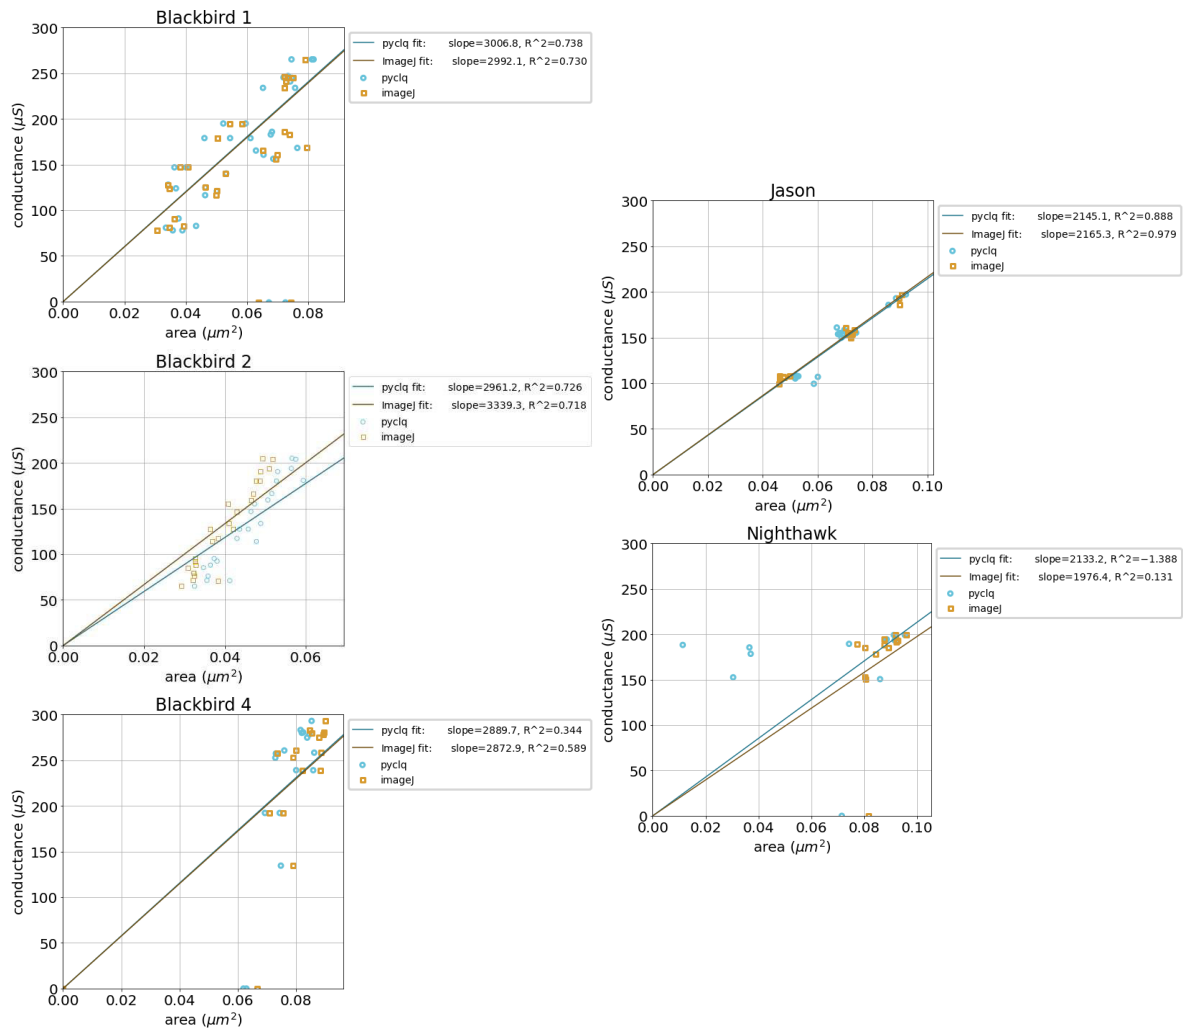 Blackbird 1
300
250
200
150
100
50
0
0.00 0.02 0.04 0.06 0.08
conductance (μS)
area (μm²)
pyclq fit: slope=3006.8, R^2=0.738
ImageJ fit: slope=2992.1, R^2=0.730
pyclq
imageJ
Blackbird 2
300
250
200
150
100
50
0
0.00 0.02 0.04 0.06
conductance (μS)
area (μm²)
pyclq fit: slope=2961.2, R^2=0.726
ImageJ fit: slope=3339.3, R^2=0.718
pyclq
imageJ
Blackbird 4
300
250
200
150
100
50
0
0.00 0.02 0.04 0.06 0.08
conductance (μS)
area (μm²)
pyclq fit: slope=2889.7, R^2=0.344
ImageJ fit: slope=2872.9, R^2=0.589
pyclq
imageJ
Jason
300
250
200
150
100
50
0
0.00 0.02 0.04 0.06 0.08 0.10
conductance (μS)
area (μm²)
pyclq fit: slope=2145.1, R^2=0.888
ImageJ fit: slope=2165.3, R^2=0.979
pyclq
imageJ
Nighthawk
300
250
200
150
100
50
0
0.00 0.02 0.04 0.06 0.08 0.10
conductance (μS)
area (μm²)
pyclq fit: slope=2133.2, R^2=−1.388
ImageJ fit: slope=1976.4, R^2=0.131
pyclq
imageJ